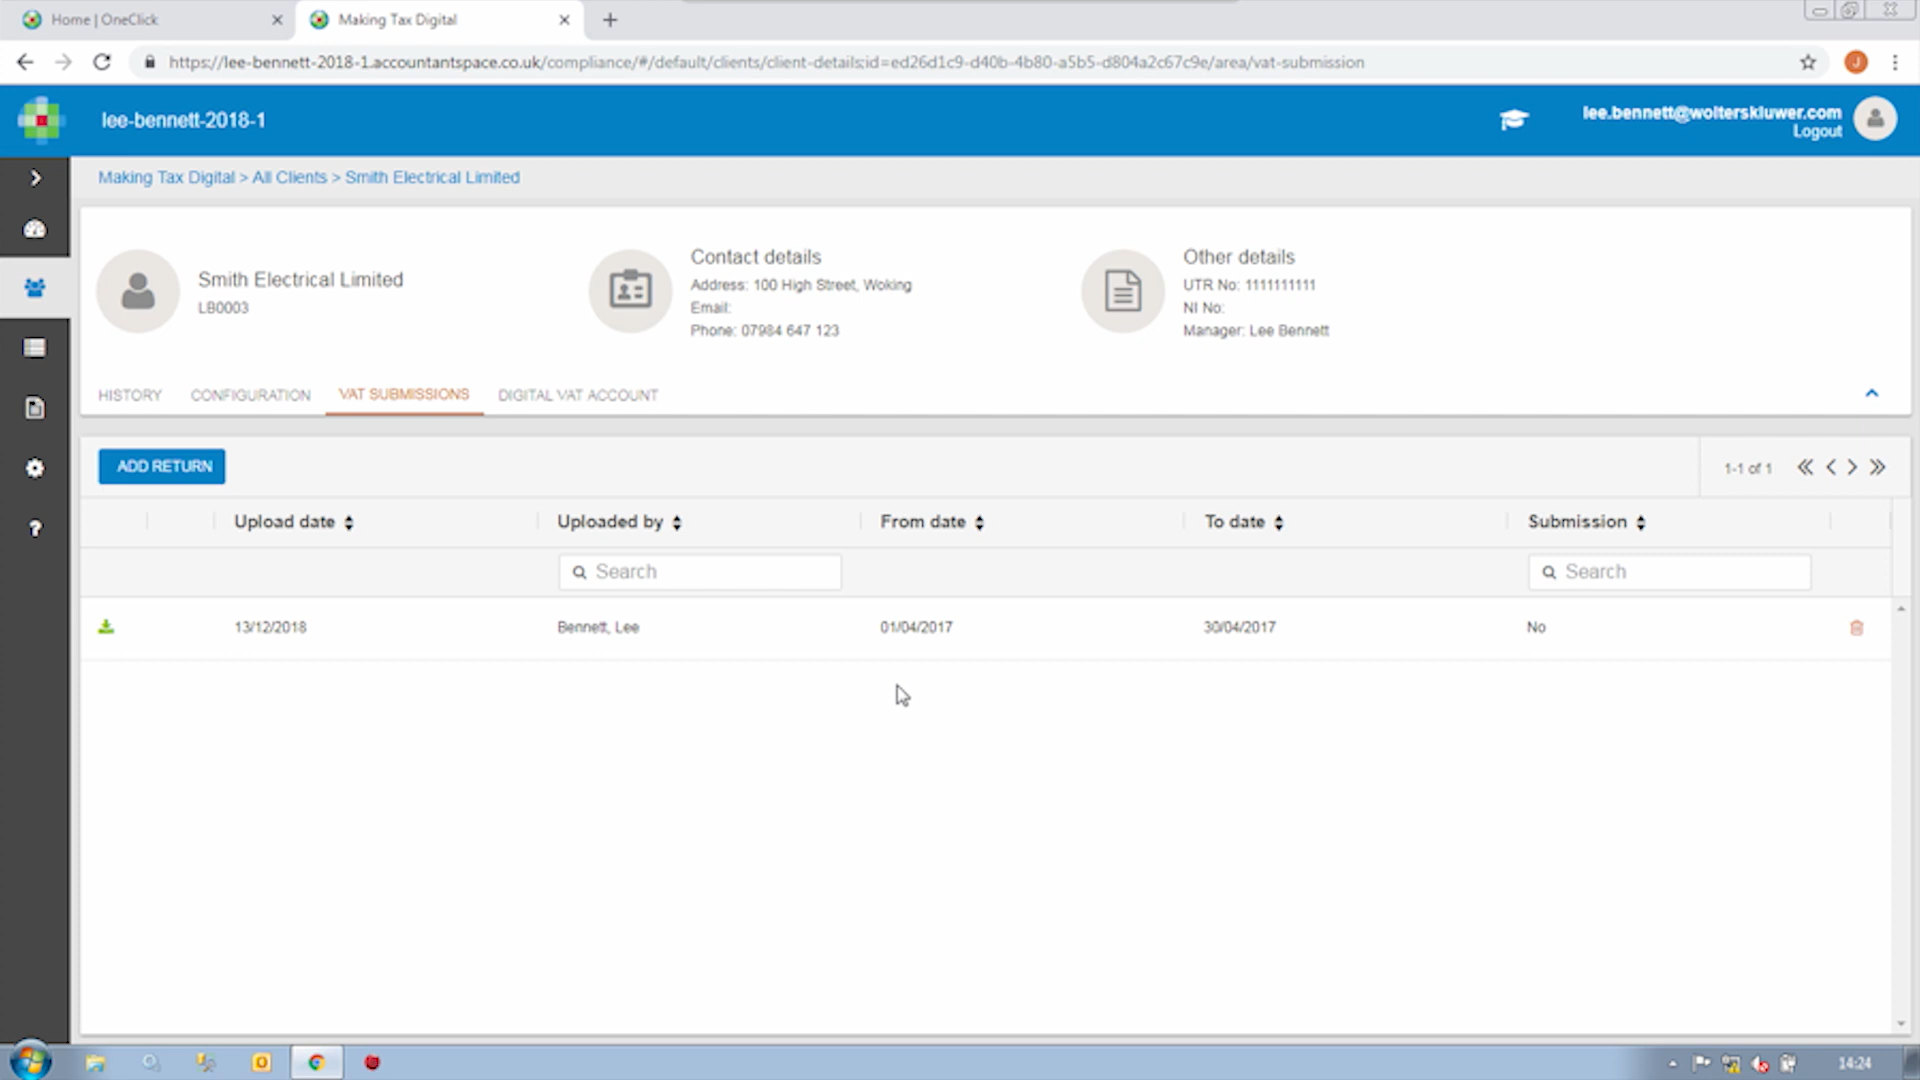 Home | OneClick
Making Tax Digital
https://lee-bennett-2018-1.accountantspace.co.uk/compliance/#/default/clients/client-details;id=ed26d1c9-d40b-4b80-a5b5-d804a2c67c9e/area/vat-submission
J
lee-bennett-2018-1
lee.bennett@wolterskluwer.com
Logout
Making Tax Digital > All Clients > Smith Electrical Limited
Smith Electrical Limited
LB0003
Contact details
Address: 100 High Street, Woking
Email:
Phone: 07984 647 123
Other details
UTR No: 1111111111
NI No:
Manager: Lee Bennett
HISTORY CONFIGURATION VAT SUBMISSIONS DIGITAL VAT ACCOUNT
ADD RETURN
1-1 of 1
Upload date Uploaded by From date To date Submission
Search Search
13/12/2018 Bennett, Lee 01/04/2017 30/04/2017 No
14:24